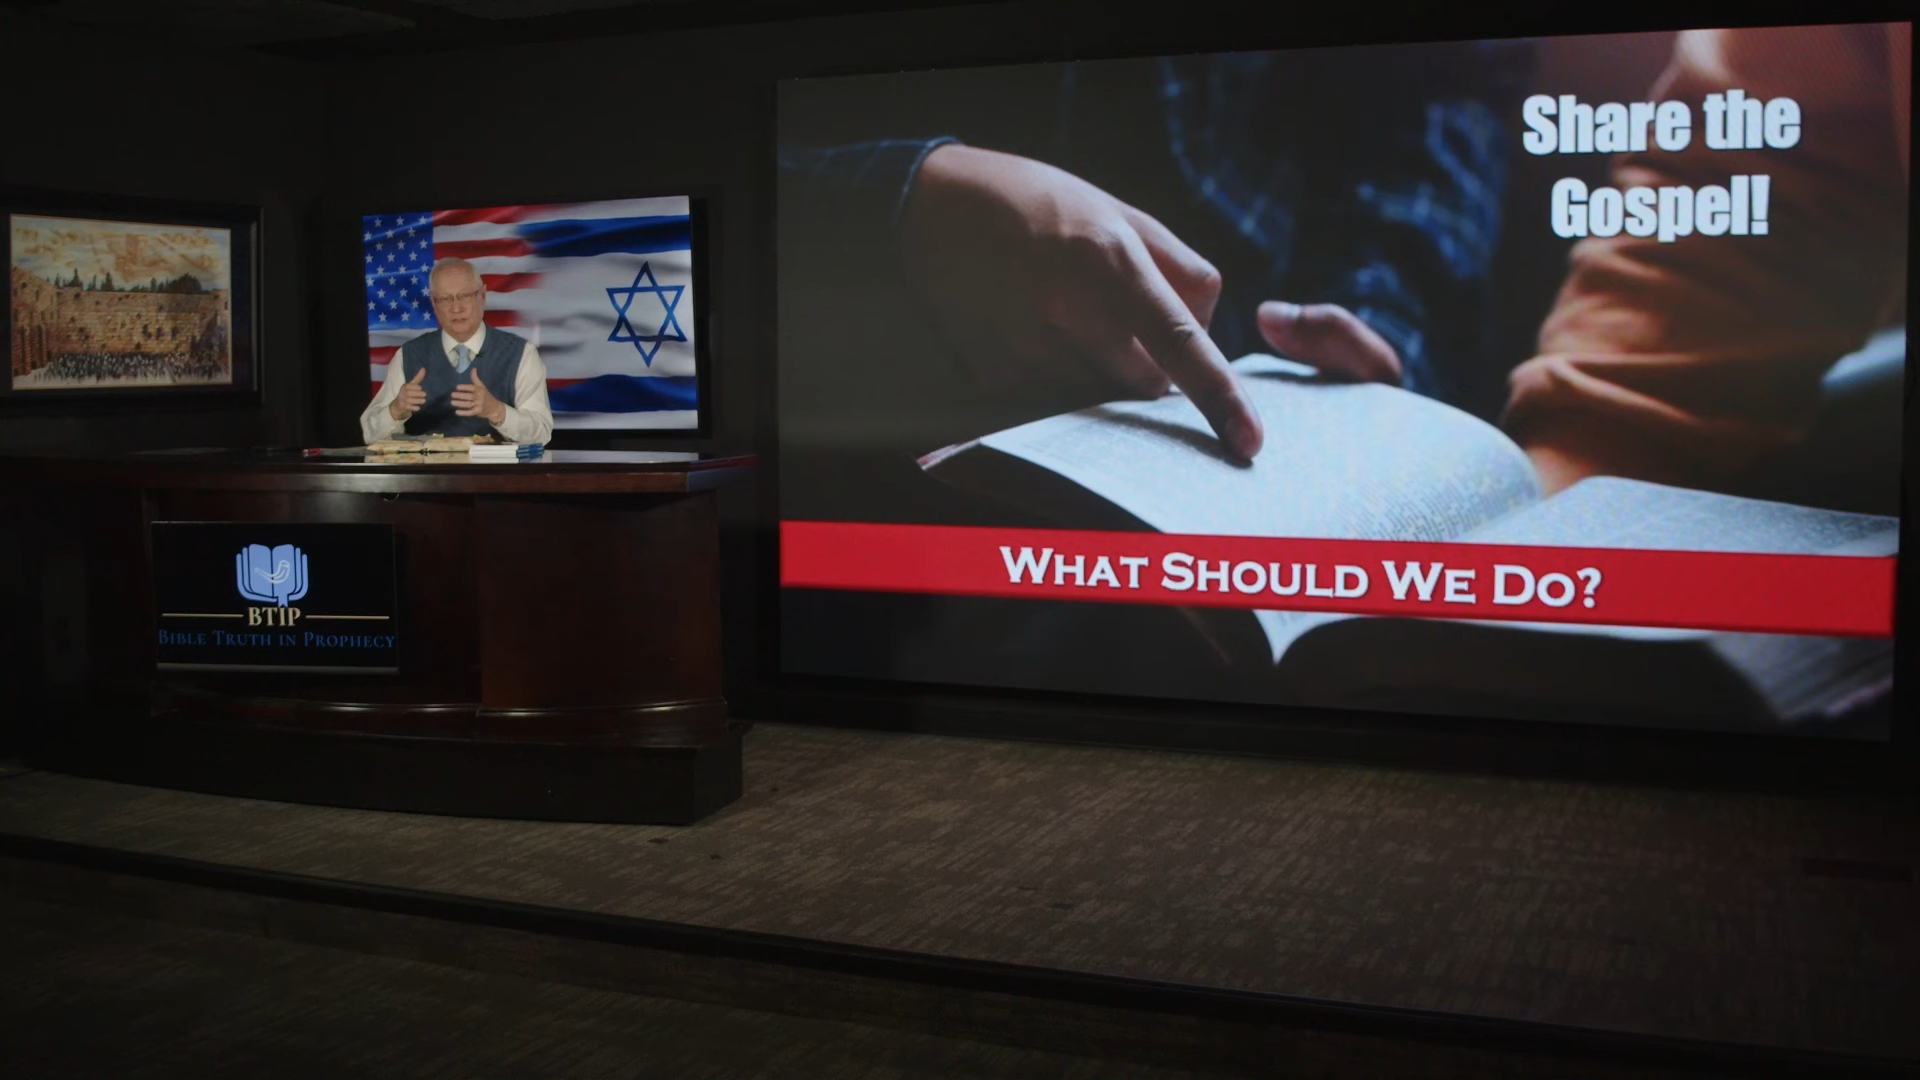 Share the
Gospel!
What Should We Do?
BTIP
Bible Truth in Prophecy